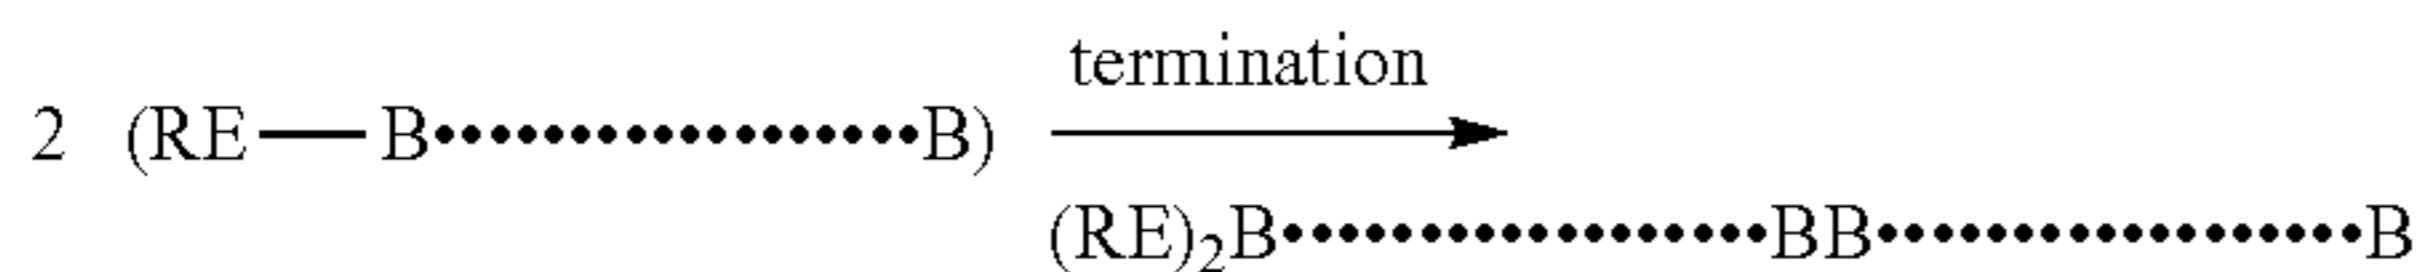 termination
2 (RE—B••••••••••••••••••B)
(RE)₂B••••••••••••••••••BB••••••••••••••••••B